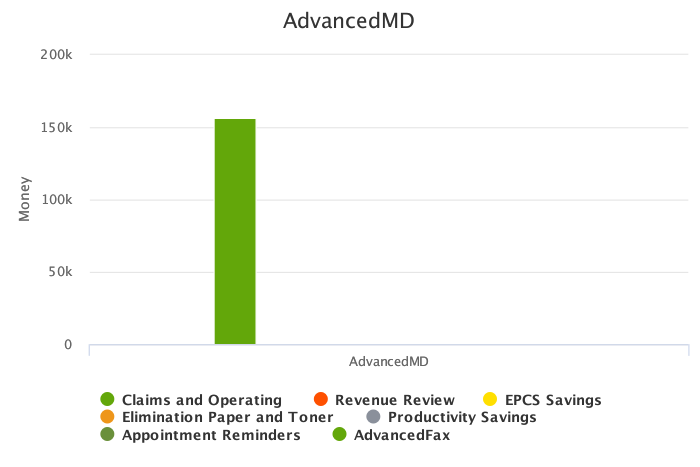 AdvancedMD
200k
150k
100k
50k
0
Money
AdvancedMD
Claims and Operating
Revenue Review
EPCS Savings
Elimination Paper and Toner
Productivity Savings
Appointment Reminders
AdvancedFax